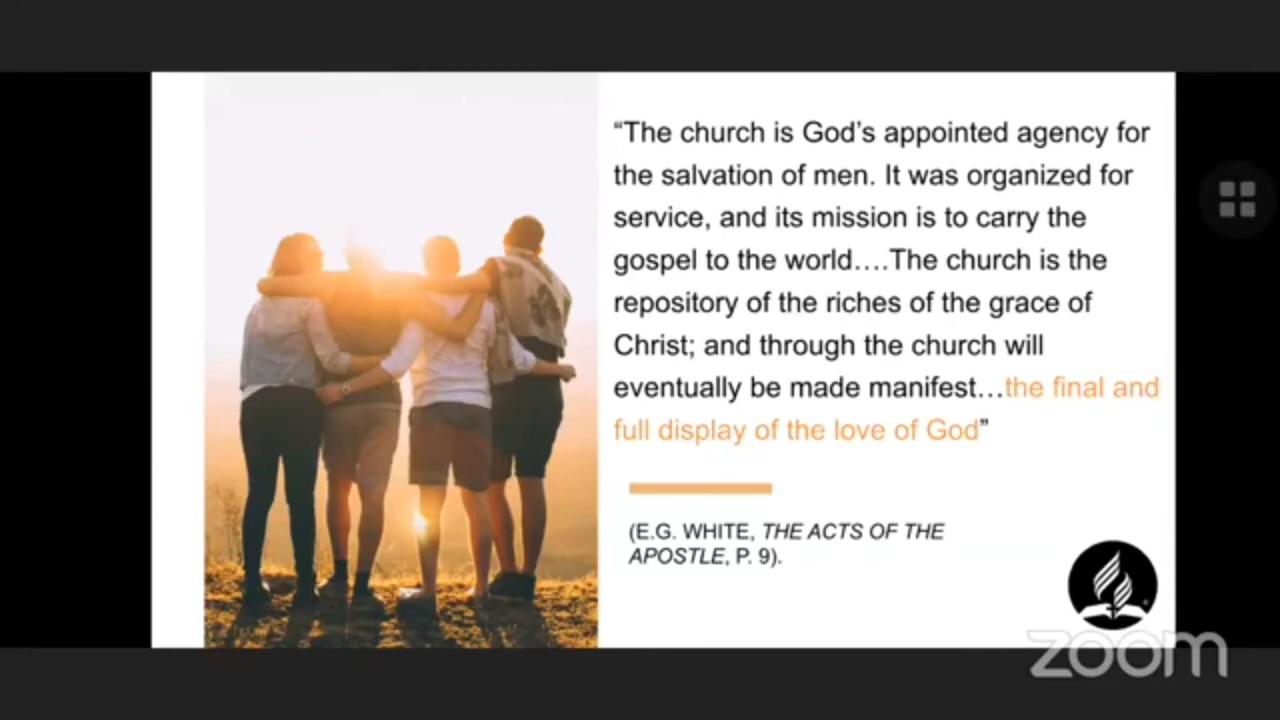 “The church is God’s appointed agency for
the salvation of men. It was organized for
service, and its mission is to carry the
gospel to the world….The church is the
repository of the riches of the grace of
Christ; and through the church will
eventually be made manifest…the final and
full display of the love of God”
(E.G. WHITE, THE ACTS OF THE
APOSTLE, P. 9).
zoom